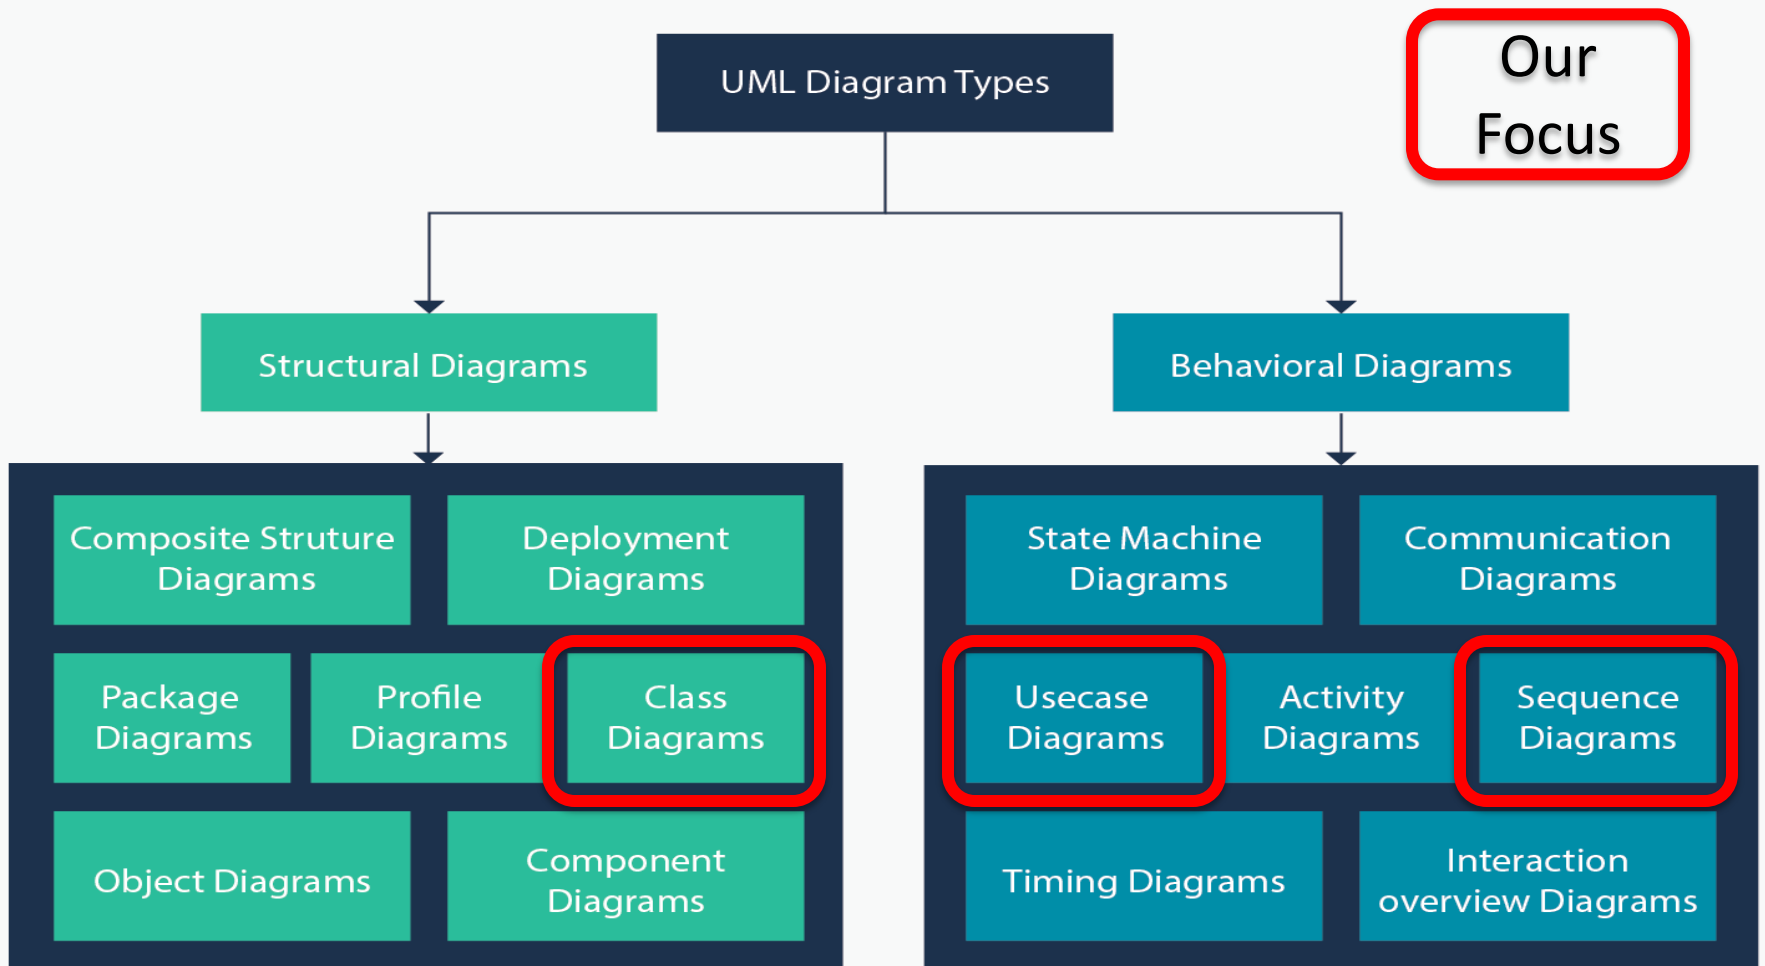 UML Diagram Types
Our
Focus
Structural Diagrams
Behavioral Diagrams
Composite Struture
Diagrams
Deployment
Diagrams
Package
Diagrams
Profile
Diagrams
Class
Diagrams
Object Diagrams
Component
Diagrams
State Machine
Diagrams
Communication
Diagrams
Usecase
Diagrams
Activity
Diagrams
Sequence
Diagrams
Timing Diagrams
Interaction
overview Diagrams